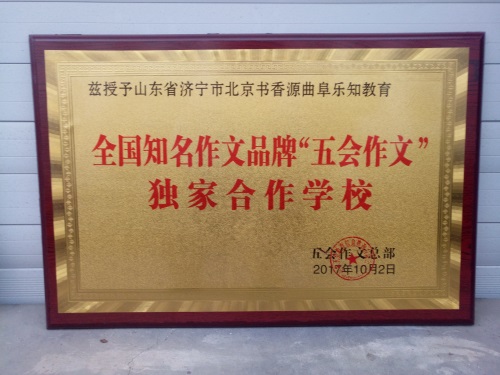 兹授予山东省济宁市北京书香源曲阜乐知教育
全国知名作文品牌“五会作文”
独家合作学校
五会作文总部
2017年10月2日